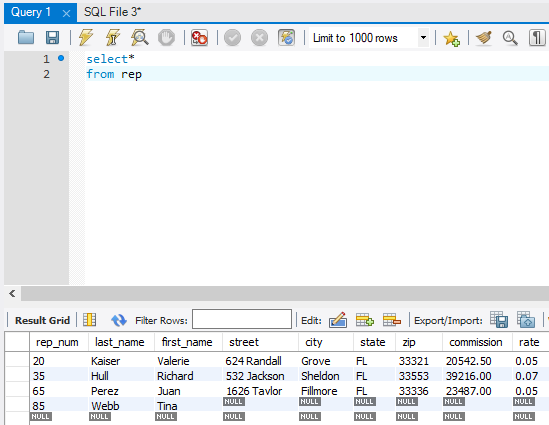 Query 1 × SQL File 3*
Limit to 1000 rows
1 select*
2 from rep
Result Grid Filter Rows: Edit: Export/Import:
rep_num last_name first_name street city state zip commission rate
20 Kaiser Valerie 624 Randall Grove FL 33321 20542.50 0.05
35 Hull Richard 532 Jackson Sheldon FL 33553 39216.00 0.07
65 Perez Juan 1626 Taylor Fillmore FL 33336 23487.00 0.05
85 Webb Tina NULL NULL NULL NULL NULL NULL
NULL NULL NULL NULL NULL NULL NULL NULL NULL